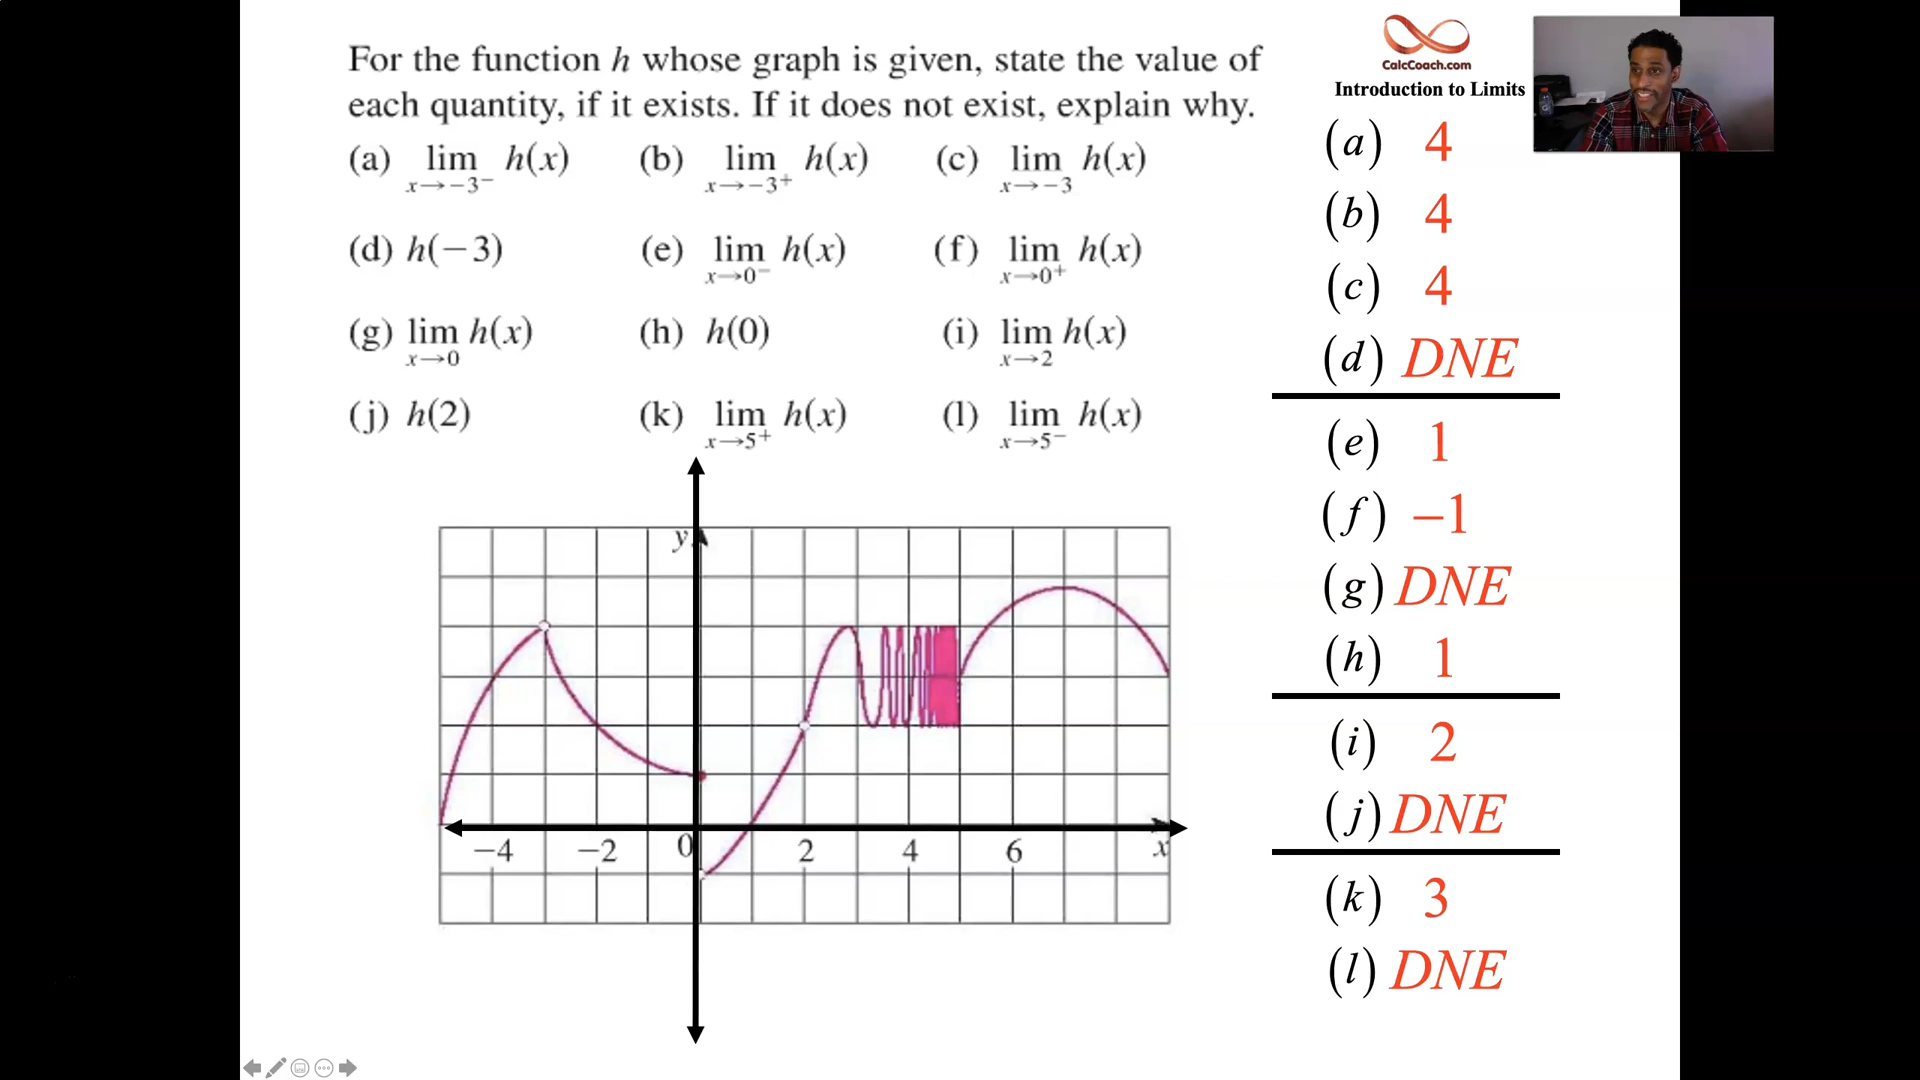 For the function h whose graph is given, state the value of
each quantity, if it exists. If it does not exist, explain why.
(a) lim x→−3⁻ h(x) (b) lim x→−3⁺ h(x) (c) lim x→−3 h(x)
(d) h(−3) (e) lim x→0⁻ h(x) (f) lim x→0⁺ h(x)
(g) lim x→0 h(x) (h) h(0) (i) lim x→2 h(x)
(j) h(2) (k) lim x→5⁺ h(x) (l) lim x→5⁻ h(x)
y
−4 −2 0 2 4 6 x
CalcCoach.com
Introduction to Limits
(a) 4
(b) 4
(c) 4
(d) DNE
(e) 1
(f) −1
(g) DNE
(h) 1
(i) 2
(j) DNE
(k) 3
(l) DNE